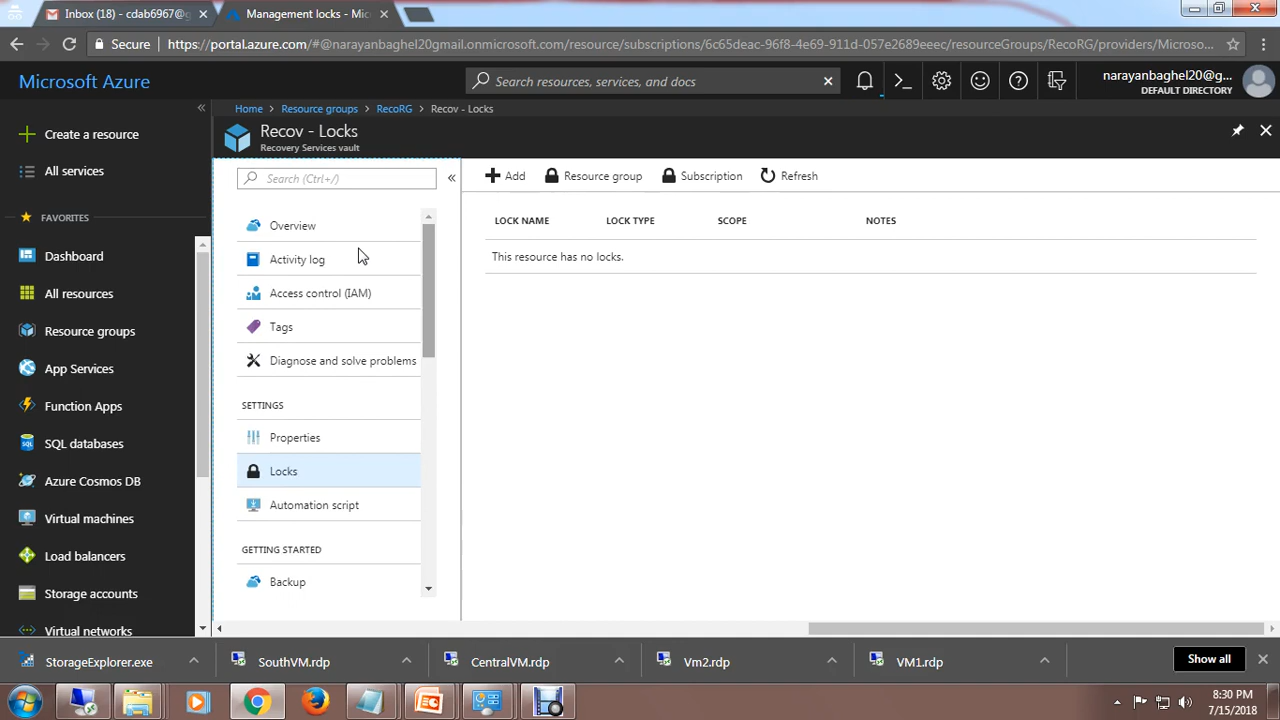 Inbox (18) - cdab6967@g
Management locks - Mic
Secure
https://portal.azure.com/#@narayanbaghel20gmail.onmicrosoft.com/resource/subscriptions/6c65deac-96f8-4e69-911d-057e2689eeec/resourceGroups/RecoRG/providers/Microso...
Microsoft Azure
Search resources, services, and docs
narayanbaghel20@g...
DEFAULT DIRECTORY
Home > Resource groups > RecoRG > Recov - Locks
Recov - Locks
Recovery Services vault
Create a resource
All services
FAVORITES
Dashboard
All resources
Resource groups
App Services
Function Apps
SQL databases
Azure Cosmos DB
Virtual machines
Load balancers
Storage accounts
Virtual networks
Search (Ctrl+/)
Overview
Activity log
Access control (IAM)
Tags
Diagnose and solve problems
SETTINGS
Properties
Locks
Automation script
GETTING STARTED
Backup
Add
Resource group
Subscription
Refresh
LOCK NAME
LOCK TYPE
SCOPE
NOTES
This resource has no locks.
StorageExplorer.exe
SouthVM.rdp
CentralVM.rdp
Vm2.rdp
VM1.rdp
Show all
8:30 PM
7/15/2018